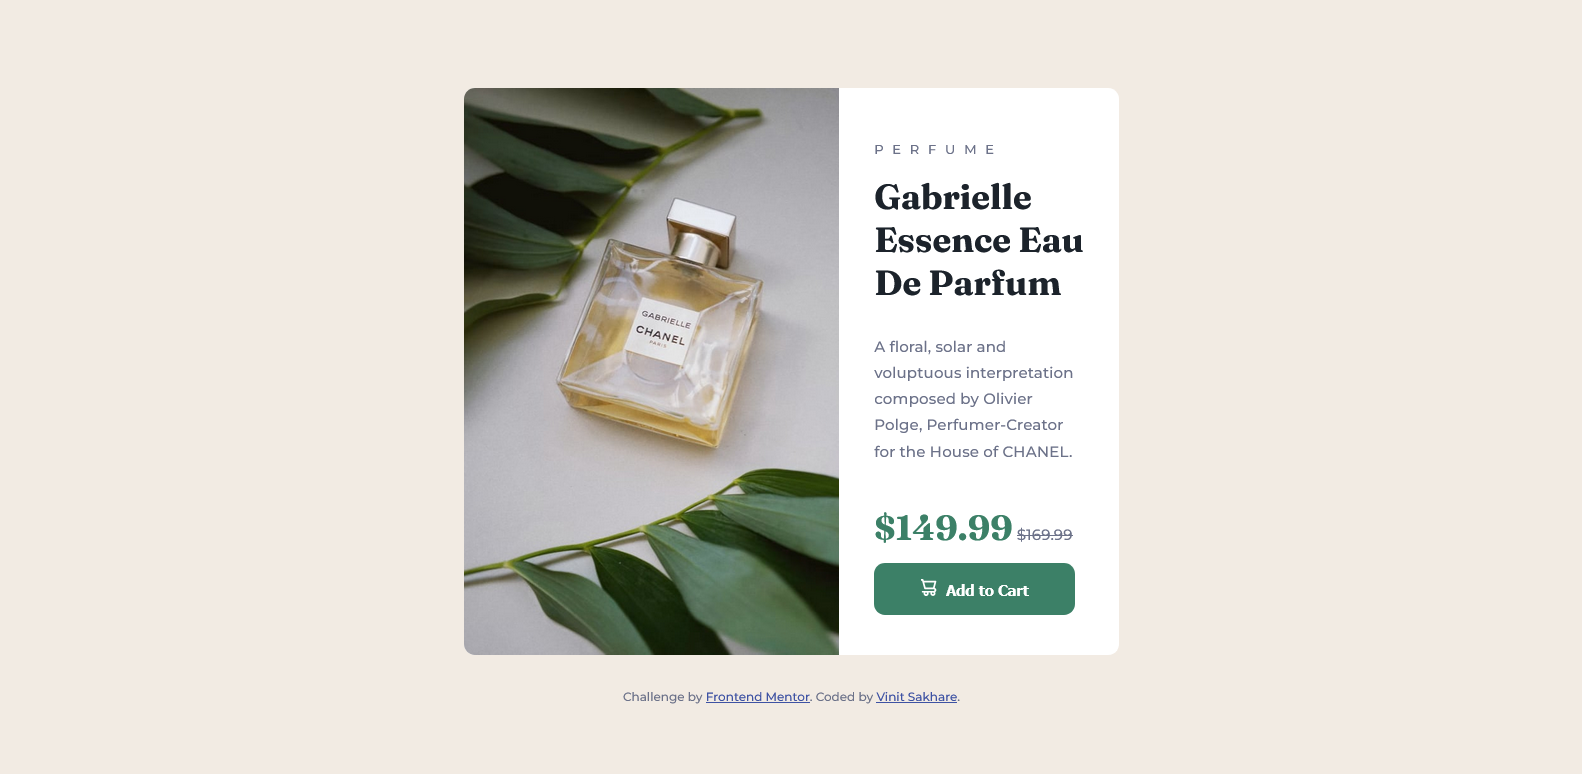 GABRIELLE
CHANEL
PARIS
PERFUME
Gabrielle
Essence Eau
De Parfum
A floral, solar and
voluptuous interpretation
composed by Olivier
Polge, Perfumer-Creator
for the House of CHANEL.
$149.99 $169.99
Add to Cart
Challenge by Frontend Mentor. Coded by Vinit Sakhare.